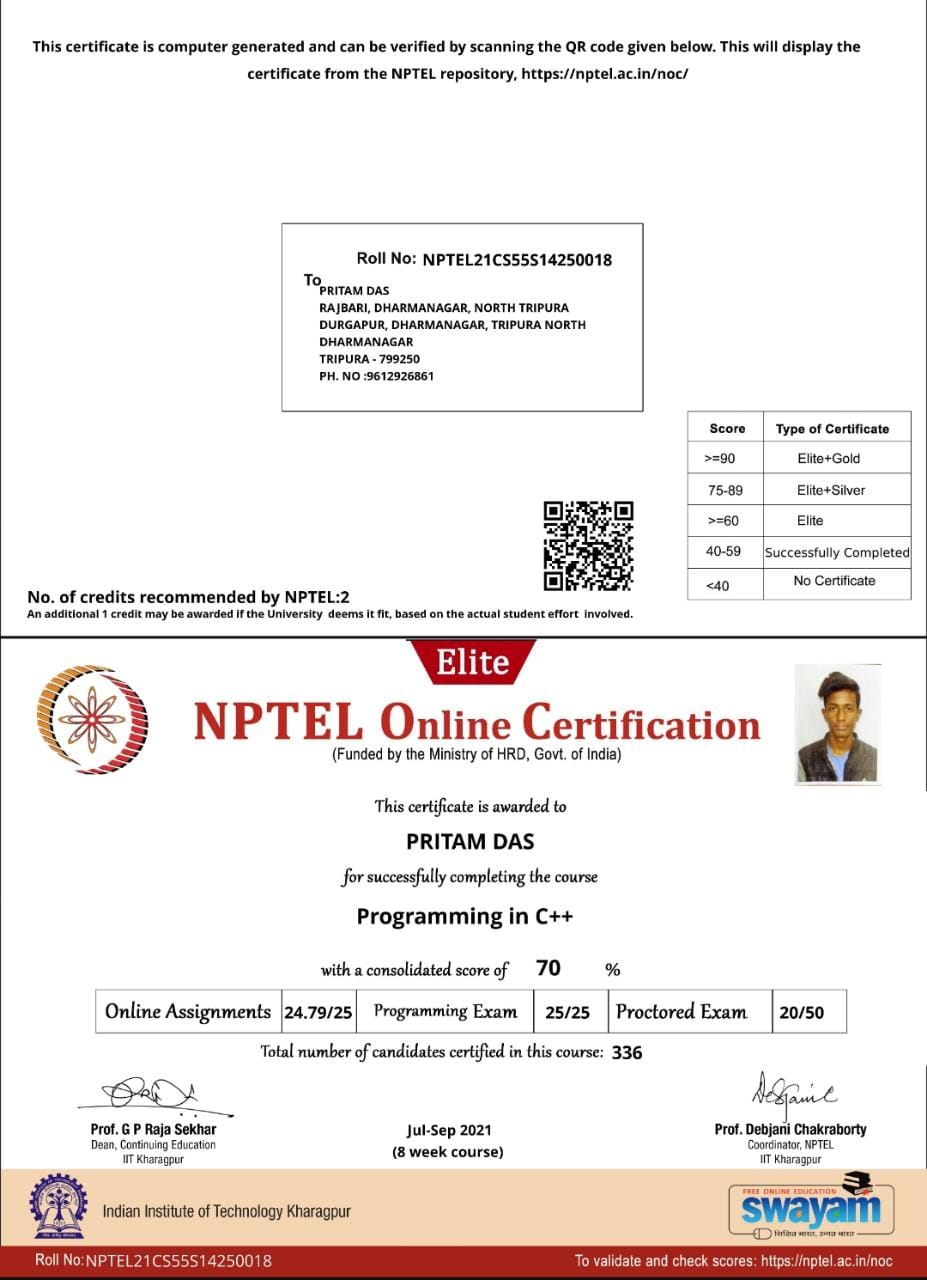 This certificate is computer generated and can be verified by scanning the QR code given below. This will display the
certificate from the NPTEL repository, https://nptel.ac.in/noc/
Roll No: NPTEL21CS55S14250018
To
PRITAM DAS
RAJBARI, DHARMANAGAR, NORTH TRIPURA
DURGAPUR, DHARMANAGAR, TRIPURA NORTH
DHARMANAGAR
TRIPURA - 799250
PH. NO :9612926861
Score Type of Certificate
>=90 Elite+Gold
75-89 Elite+Silver
>=60 Elite
40-59 Successfully Completed
<40 No Certificate
No. of credits recommended by NPTEL:2
An additional 1 credit may be awarded if the University deems it fit, based on the actual student effort involved.
Elite
NPTEL Online Certification
(Funded by the Ministry of HRD, Govt. of India)
This certificate is awarded to
PRITAM DAS
for successfully completing the course
Programming in C++
with a consolidated score of 70 %
Online Assignments 24.79/25 Programming Exam 25/25 Proctored Exam 20/50
Total number of candidates certified in this course: 336
Prof. G P Raja Sekhar
Dean, Continuing Education
IIT Kharagpur
Jul-Sep 2021
(8 week course)
Prof. Debjani Chakraborty
Coordinator, NPTEL
IIT Kharagpur
Indian Institute of Technology Kharagpur
FREE ONLINE EDUCATION
swayam
शिक्षित भारत, उन्नत भारत
Roll No:NPTEL21CS55S14250018
To validate and check scores: https://nptel.ac.in/noc